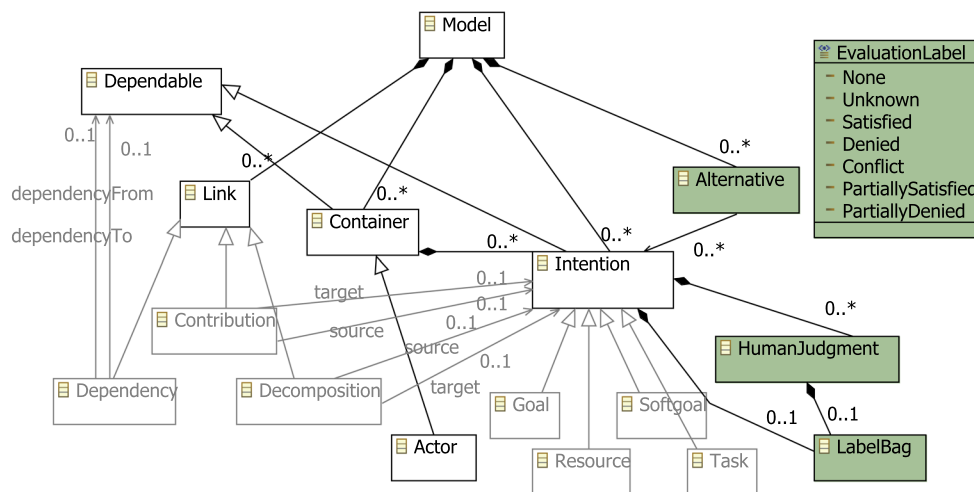 Model
EvaluationLabel
None
Unknown
Satisfied
Denied
Conflict
PartiallySatisfied
PartiallyDenied
Dependable
0..1
0..1
dependencyFrom
dependencyTo
0..*
Link
0..*
Container
0..*
0..*
0..*
Alternative
0..*
Intention
target
0..1
source
0..1
source
0..1
target
0..1
Contribution
Dependency
Decomposition
Actor
Goal
Softgoal
Resource
Task
0..*
HumanJudgment
0..1
0..1
LabelBag